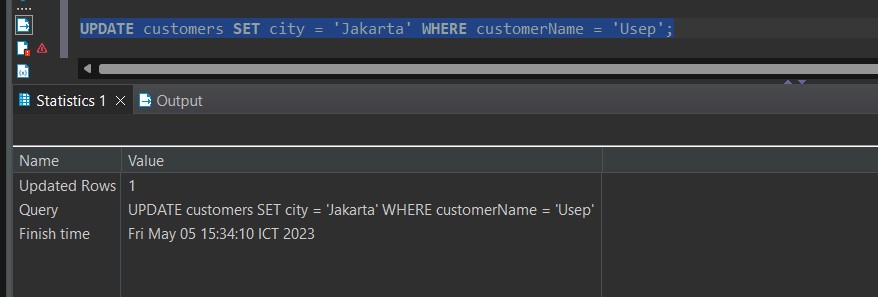 UPDATE customers SET city = 'Jakarta' WHERE customerName = 'Usep';
Statistics 1
Output
Name Value
Updated Rows 1
Query UPDATE customers SET city = 'Jakarta' WHERE customerName = 'Usep'
Finish time Fri May 05 15:34:10 ICT 2023